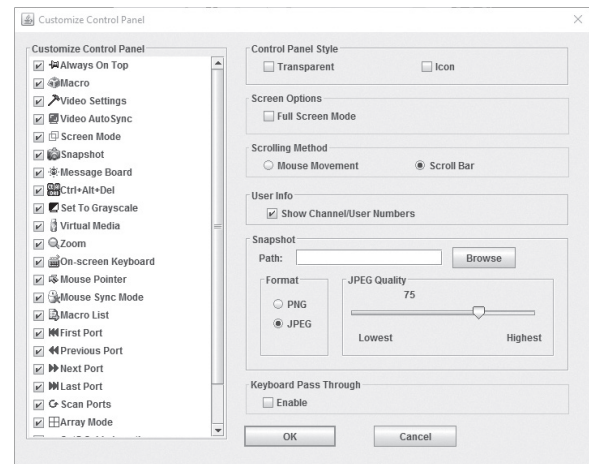 Customize Control Panel
Customize Control Panel
Always On Top
Macro
Video Settings
Video AutoSync
Screen Mode
Snapshot
Message Board
Ctrl+Alt+Del
Set To Grayscale
Virtual Media
Zoom
On-screen Keyboard
Mouse Pointer
Mouse Sync Mode
Macro List
First Port
Previous Port
Next Port
Last Port
Scan Ports
Array Mode
Control Panel Style
Transparent
Icon
Screen Options
Full Screen Mode
Scrolling Method
Mouse Movement
Scroll Bar
User Info
Show Channel/User Numbers
Snapshot
Path:
Browse
Format
PNG
JPEG
JPEG Quality
75
Lowest
Highest
Keyboard Pass Through
Enable
OK
Cancel